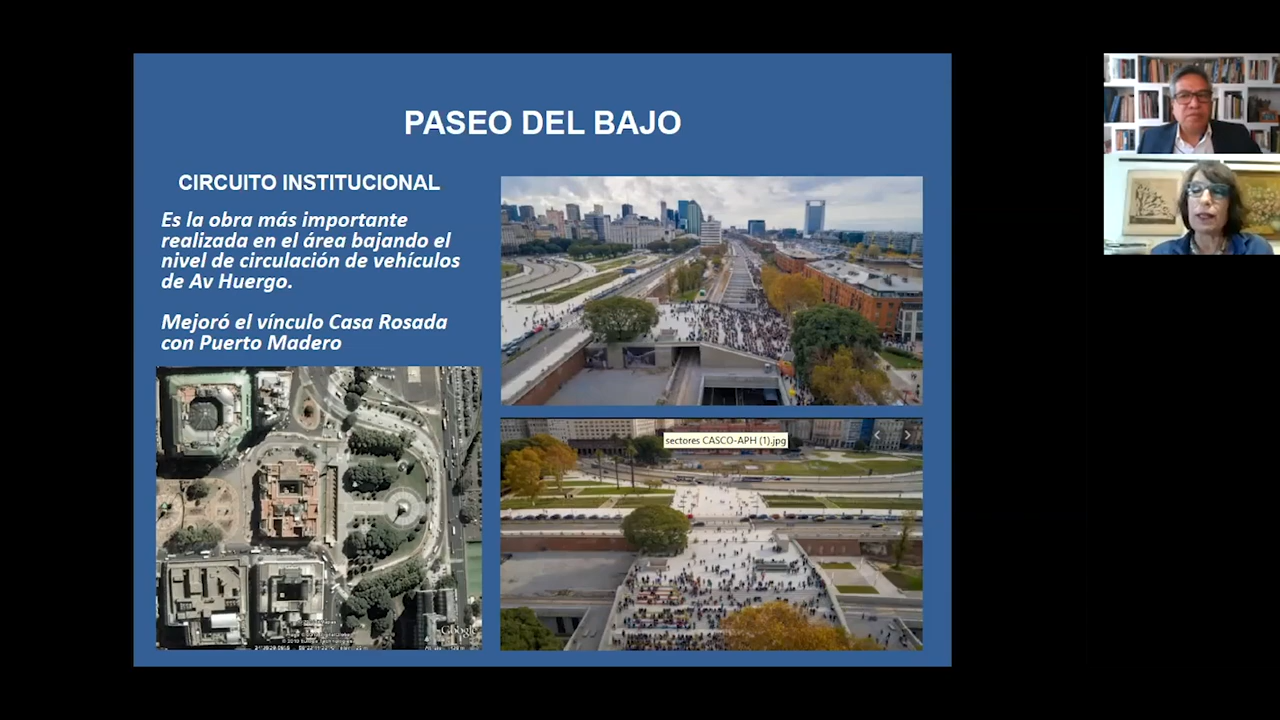 PASEO DEL BAJO
CIRCUITO INSTITUCIONAL
Es la obra más importante
realizada en el área bajando el
nivel de circulación de vehículos
de Av Huergo.
Mejoró el vínculo Casa Rosada
con Puerto Madero
sectores CASCO-APH (1).jpg
Google